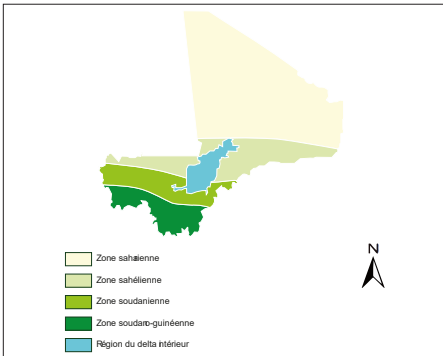 Zone saharienne
Zone sahélienne
Zone soudanienne
Zone soudano-guinéenne
Région du delta intérieur
N